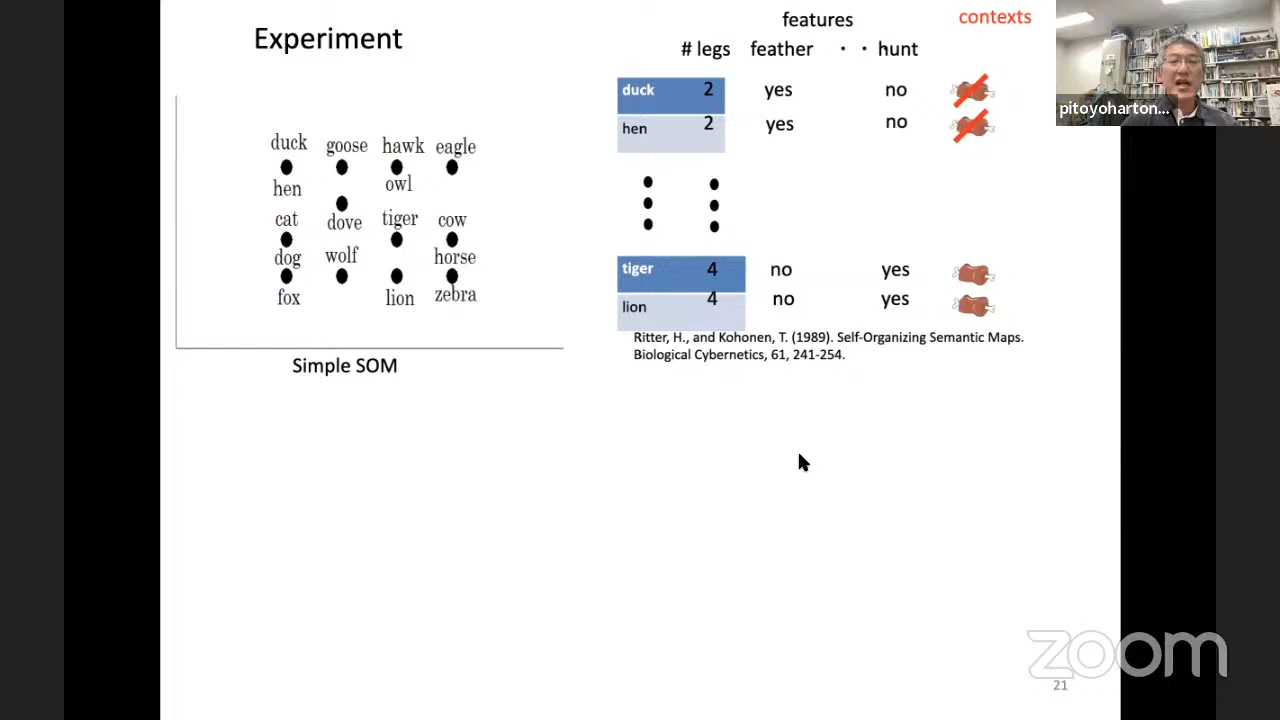 Experiment
features
contexts
# legs feather · · hunt
duck 2 yes no
hen 2 yes no
tiger 4 no yes
lion 4 no yes
Ritter, H., and Kohonen, T. (1989). Self-Organizing Semantic Maps.
Biological Cybernetics, 61, 241-254.
duck goose hawk eagle
hen owl
cat dove tiger cow
dog wolf horse
fox lion zebra
Simple SOM
pitoyoharton...
zoom
21